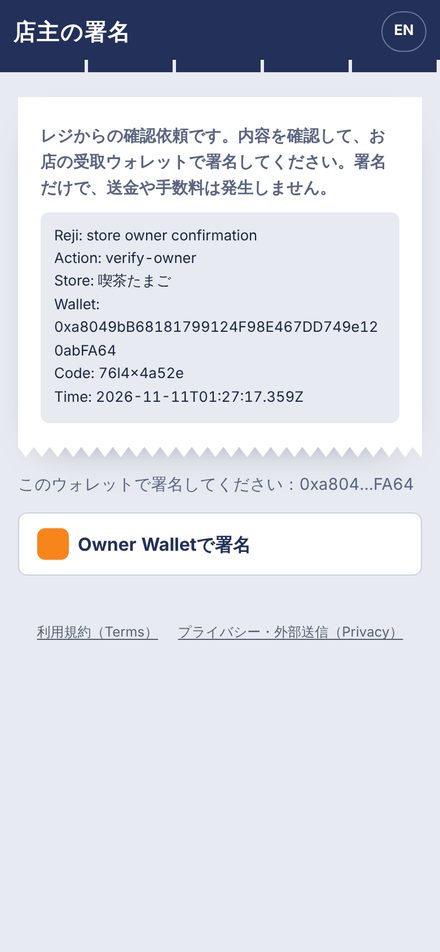 店主の署名
EN
レジからの確認依頼です。内容を確認して、お
店の受取ウォレットで署名してください。署名
だけで、送金や手数料は発生しません。
Reji: store owner confirmation
Action: verify-owner
Store: 喫茶たまご
Wallet:
0xa8049bB68181799124F98E467DD749e12
0abFA64
Code: 76l4×4a52e
Time: 2026-11-11T01:27:17.359Z
このウォレットで署名してください：0xa804…FA64
Owner Walletで署名
利用規約（Terms）
プライバシー・外部送信（Privacy）